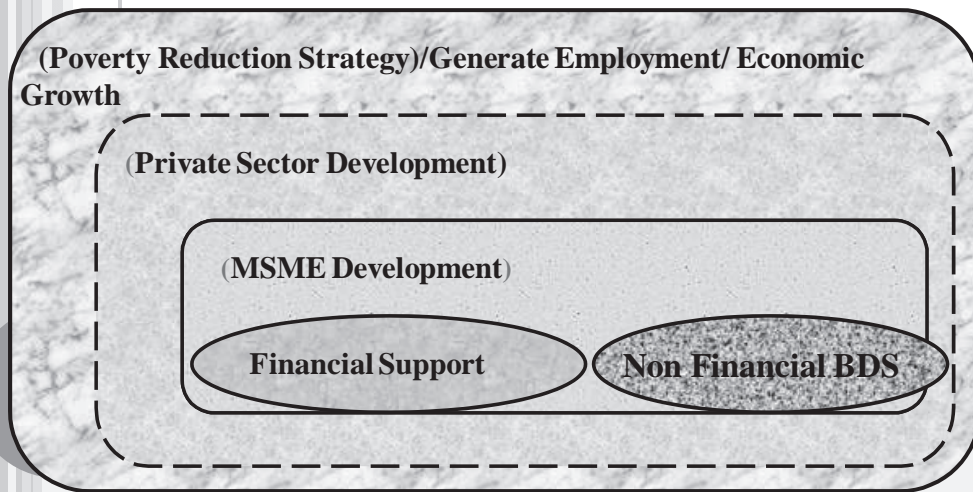 (Poverty Reduction Strategy)/Generate Employment/ Economic
Growth
(Private Sector Development)
(MSME Development)
Financial Support
Non Financial BDS